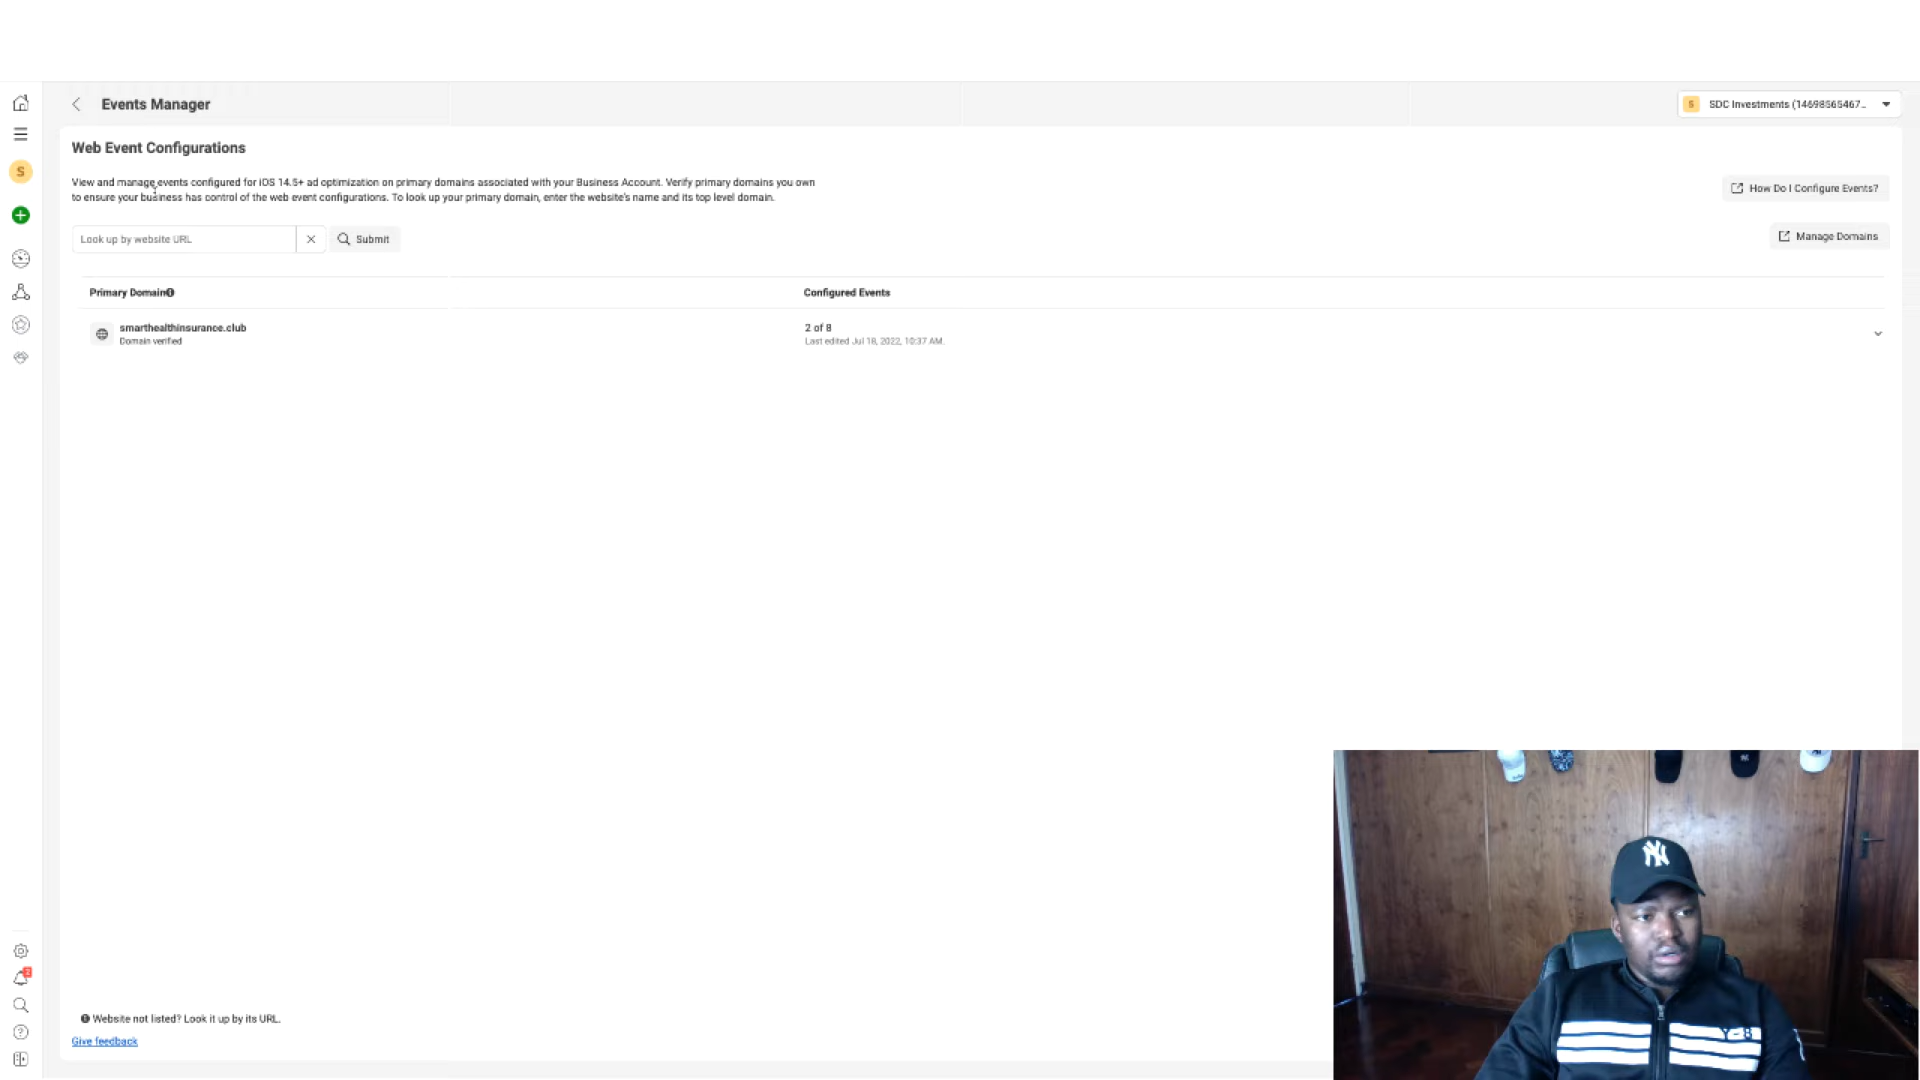 Events Manager
S SDC Investments (14698565467...
Web Event Configurations
S
View and manage events configured for iOS 14.5+ ad optimization on primary domains associated with your Business Account. Verify primary domains you own
to ensure your business has control of the web event configurations. To look up your primary domain, enter the website's name and its top level domain.
How Do I Configure Events?
Look up by website URL
Submit
Manage Domains
Primary Domain
Configured Events
smarthealthinsurance.club
Domain verified
2 of 8
Last edited Jul 18, 2022, 10:37 AM.
NY
Y-3
2
Website not listed? Look it up by its URL.
Give feedback